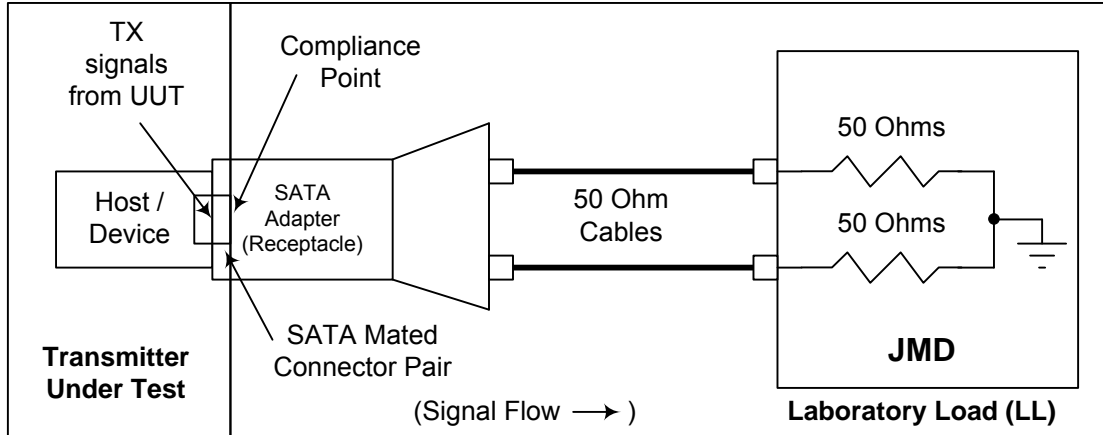 TX
signals
from UUT
Compliance
Point
Host /
Device
SATA
Adapter
(Receptacle)
50 Ohm
Cables
50 Ohms
50 Ohms
JMD
SATA Mated
Connector Pair
Transmitter
Under Test
(Signal Flow → )
Laboratory Load (LL)